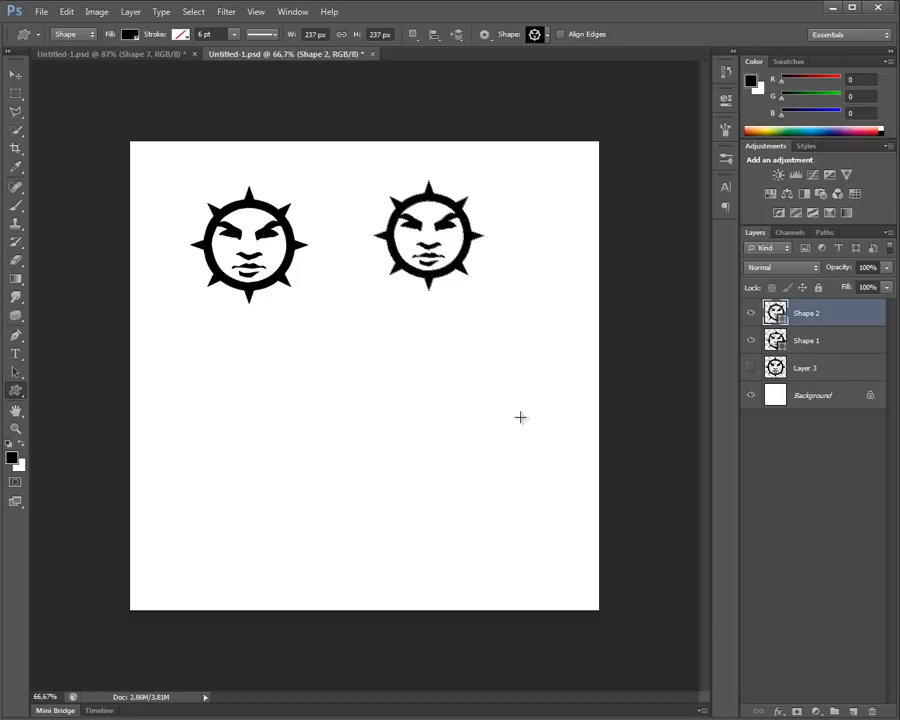 Ps File Edit Image Layer Type Select Filter View Window Help
Shape Fill: Stroke: 6 pt W: 237 px H: 237 px Shape: Align Edges Essentials
Untitled-1.psd @ 87% (Shape 7, RGB/8) * × Untitled-1.psd @ 66,7% (Shape 2, RGB/8) * ×
Color Swatches
R 0
G 0
B 0
Adjustments Styles
Add an adjustment
Layers Channels Paths
Kind
Normal Opacity: 100%
Lock: Fill: 100%
Shape 2
Shape 1
Layer 3
Background
66,67% Doc: 2,86M/3,81M
Mini Bridge Timeline